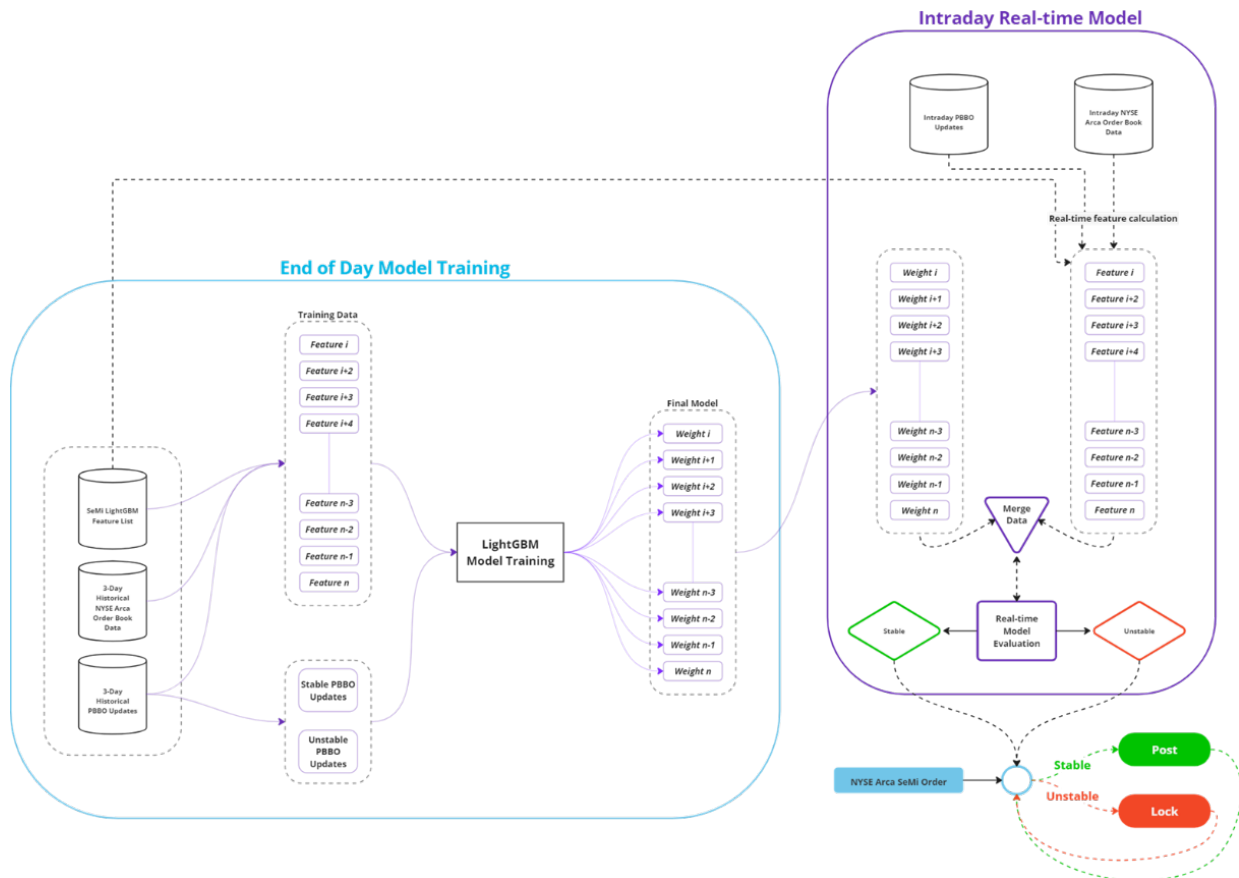 Intraday Real-time Model
Intraday PBBO
Updates
Intraday NYSE
Arca Order Book
Data
Real-time feature calculation
Weight i
Weight i+1
Weight i+2
Weight i+3
Weight n-3
Weight n-2
Weight n-1
Weight n
Feature i
Feature i+2
Feature i+3
Feature i+4
Feature n-3
Feature n-2
Feature n-1
Feature n
Merge
Data
Stable
Real-time
Model
Evaluation
Unstable
End of Day Model Training
SeMi LightGBM
Feature List
3-Day
Historical
NYSE Arca
Order Book
Data
3-Day
Historical
PBBO Updates
Training Data
Feature i
Feature i+2
Feature i+3
Feature i+4
Feature n-3
Feature n-2
Feature n-1
Feature n
Stable PBBO
Updates
Unstable
PBBO
Updates
LightGBM
Model Training
Final Model
Weight i
Weight i+1
Weight i+2
Weight i+3
Weight n-3
Weight n-2
Weight n-1
Weight n
NYSE Arca SeMi Order
Stable
Post
Unstable
Lock